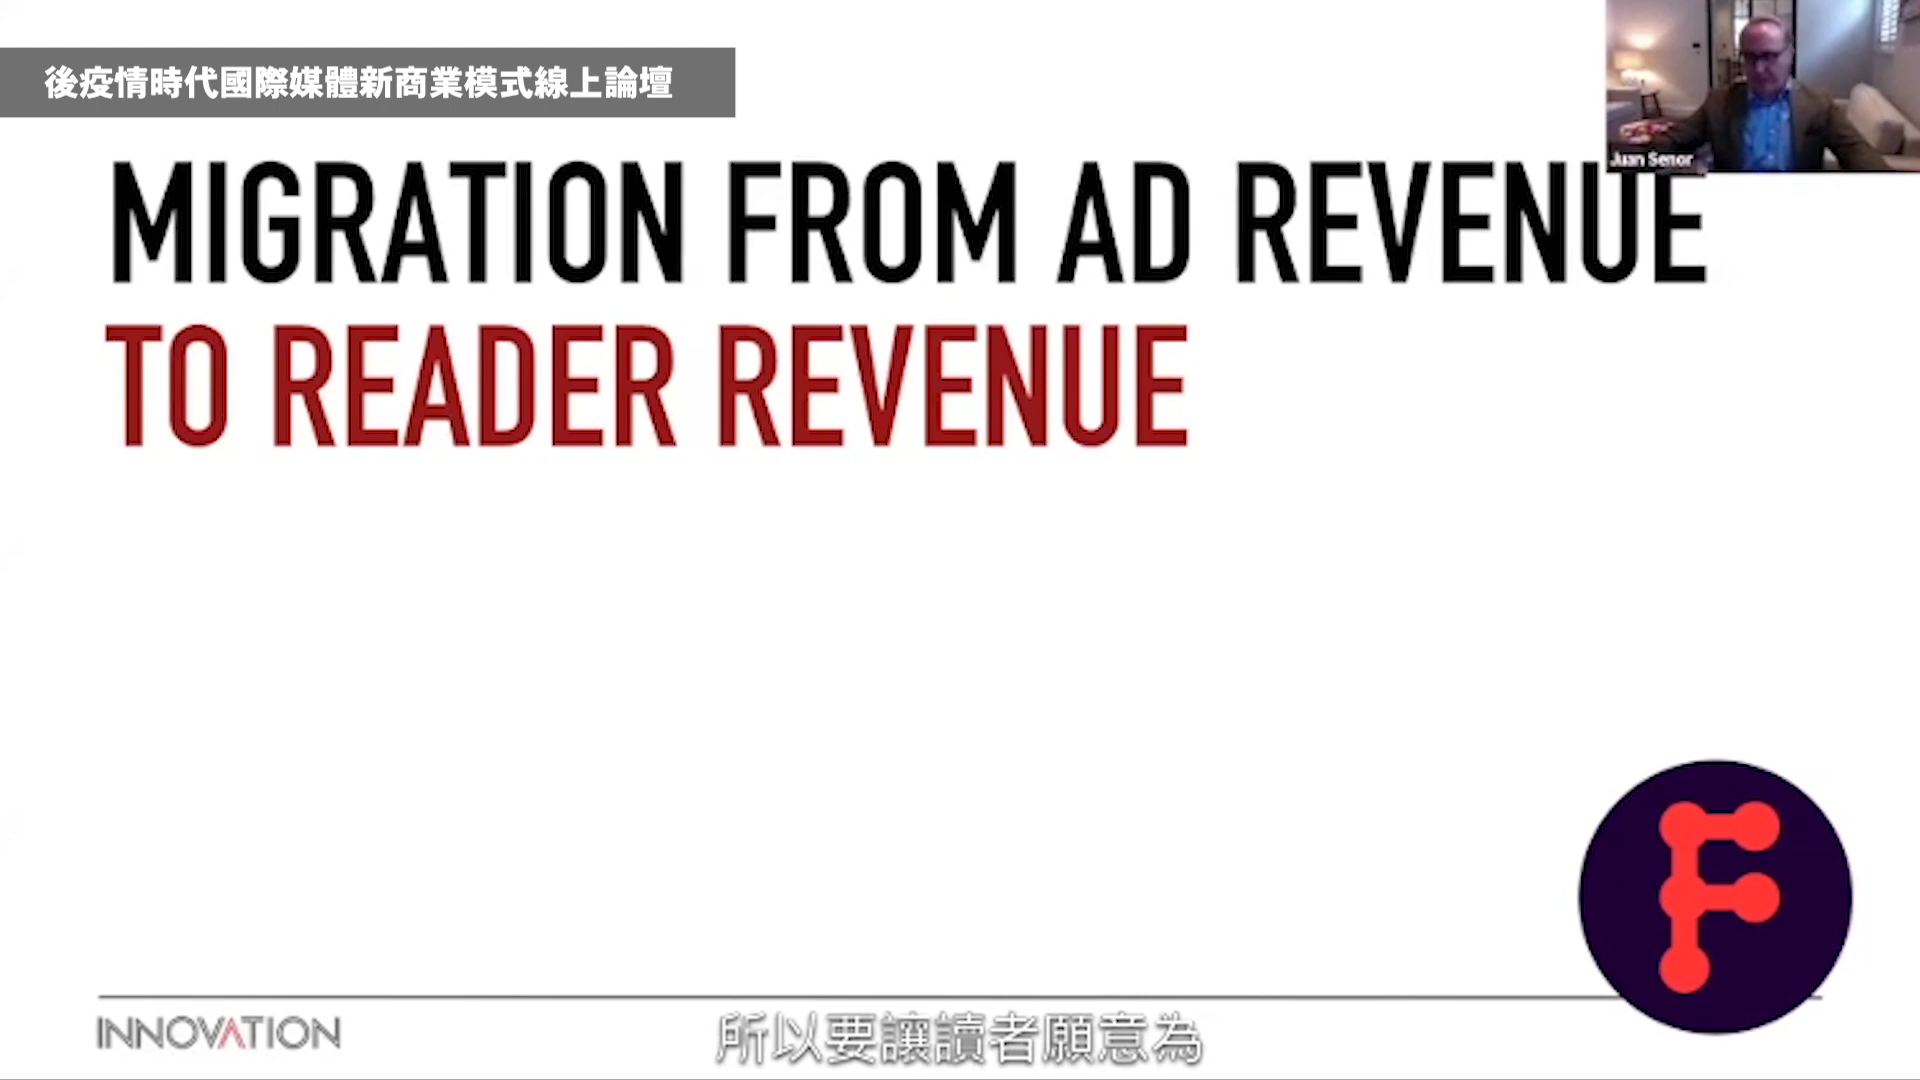 後疫情時代國際媒體新商業模式線上論壇
Juan Senor
MIGRATION FROM AD REVENUE
TO READER REVENUE
F
INNOVATION
所以要讓讀者願意為